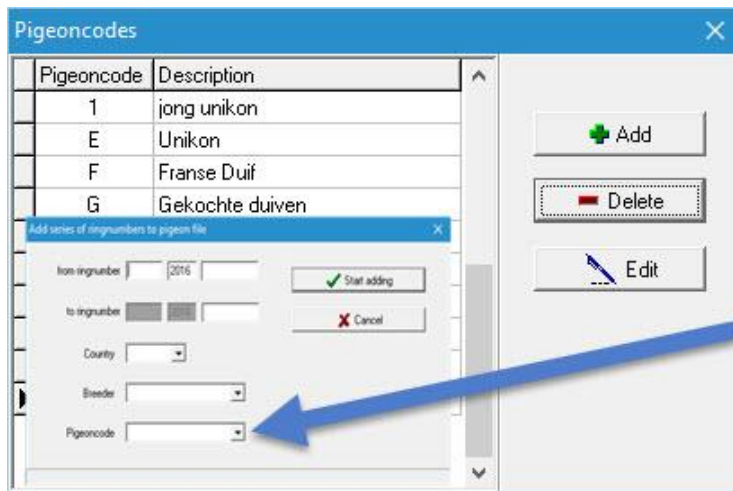 Pigeoncodes
Pigeoncode Description
1 jong unikon
E Unikon
F Franse Duif
G Gekochte duiven
Add
Delete
Edit
Add series of ringnumbers to pigeon file
from ringnumber 2016
Start adding
to ringnumber
Cancel
Country
Breeder
Pigeoncode